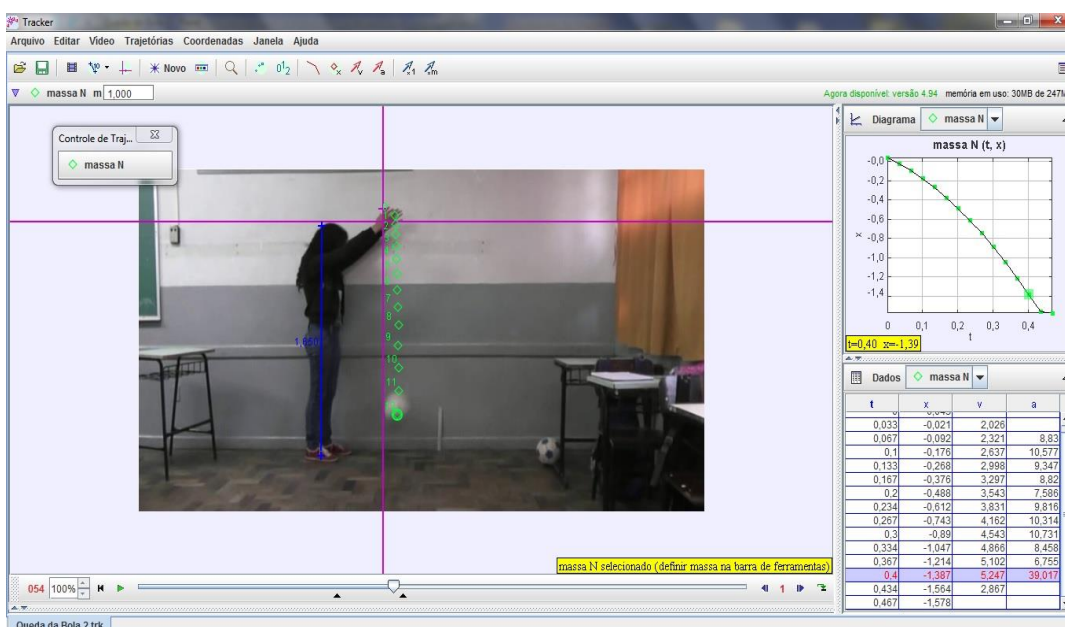 Tracker
Arquivo Editar Video Trajetórias Coordenadas Janela Ajuda
Novo
massa N m 1,000
Agora disponível: versão 4.94 memória em uso: 30MB de 247M
Controle de Traj...
massa N
Diagrama massa N
massa N (t, x)
-0,0
-0,2
-0,4
-0,6
x -0,8
-1,0
-1,2
-1,4
0 0,1 0,2 0,3 0,4
t
t=0,40 x=-1,39
7
8
9
10
11
Dados massa N
t x v a
0,033 -0,021 2,026
0,067 -0,092 2,321 8,83
0,1 -0,176 2,637 10,577
0,133 -0,268 2,998 9,347
0,167 -0,376 3,297 8,82
0,2 -0,488 3,543 7,586
0,234 -0,612 3,831 9,816
0,267 -0,743 4,162 10,314
0,3 -0,89 4,543 10,731
0,334 -1,047 4,866 8,458
0,367 -1,214 5,102 6,755
0,4 -1,387 5,247 39,017
0,434 -1,564 2,867
0,467 -1,578
massa N selecionado (definir massa na barra de ferramentas)
054 100% 1
Queda da Bola 2.trk